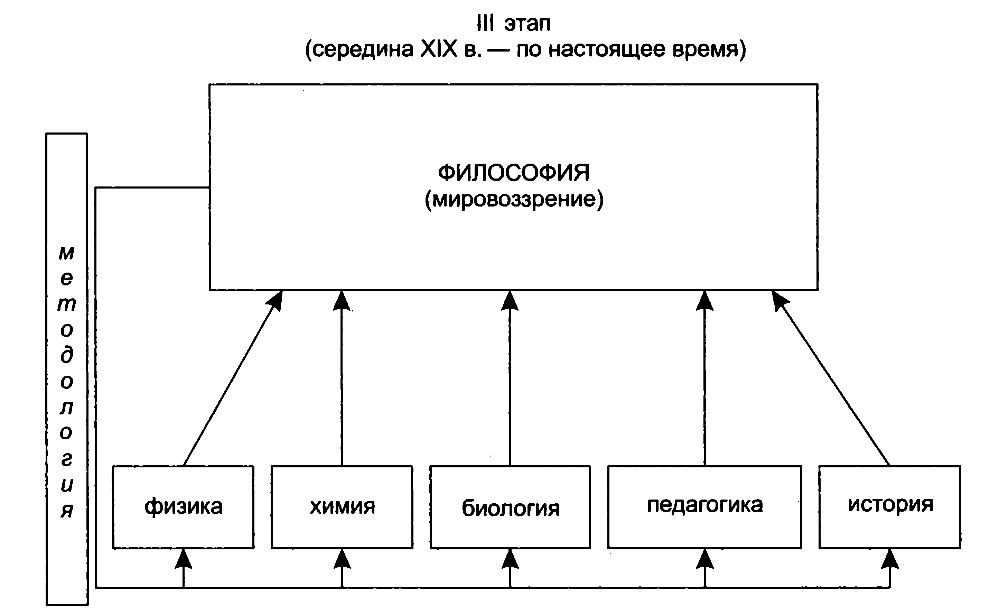 III этап
(середина XIX в. — по настоящее время)
ФИЛОСОФИЯ
(мировоззрение)
методология
физика
химия
биология
педагогика
история